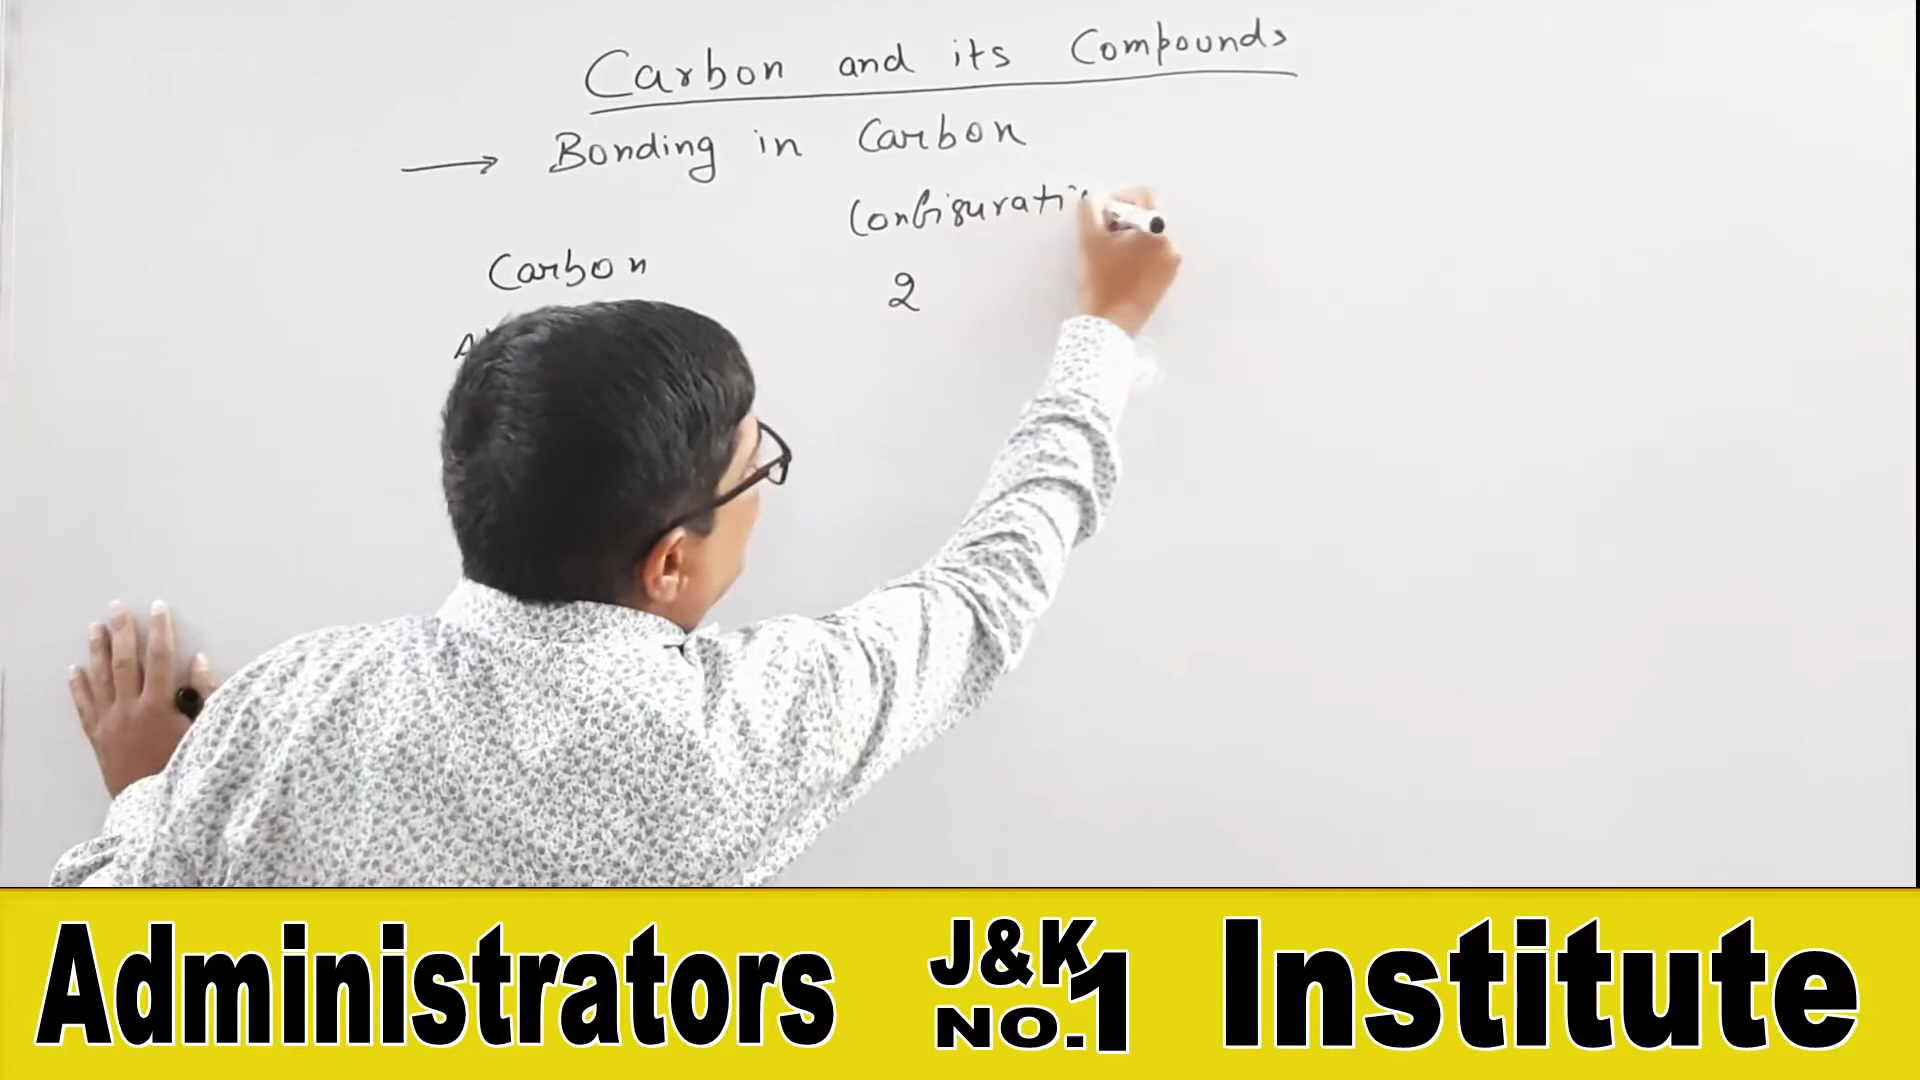 Carbon and its Compounds
→ Bonding in Carbon
Configurati
Carbon
2
A
Administrators J&K NO.1 Institute